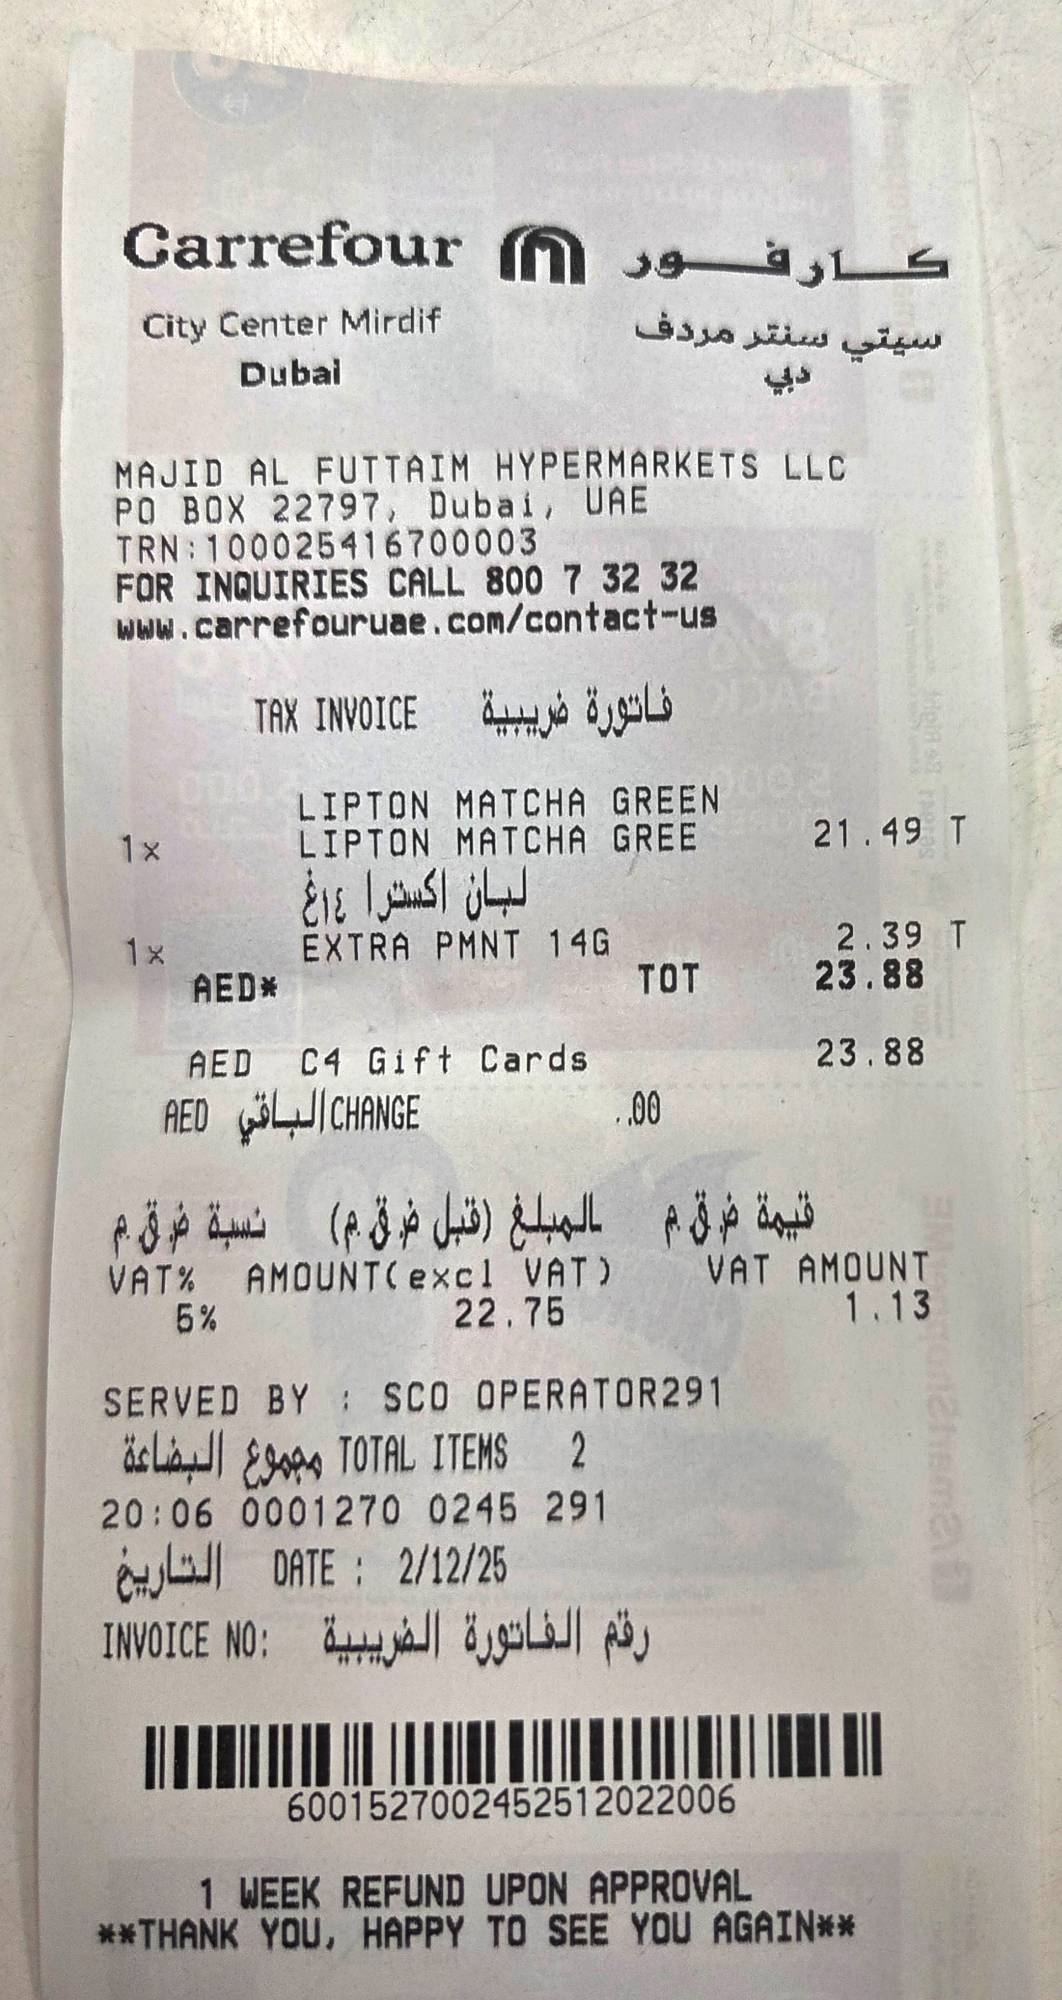 Carrefour كارفور
City Center Mirdif سيتي سنتر مردف
Dubai دبي
MAJID AL FUTTAIM HYPERMARKETS LLC
PO BOX 22797, Dubai, UAE
TRN:100025416700003
FOR INQUIRIES CALL 800 7 32 32
www.carrefouruae.com/contact-us
TAX INVOICE فاتورة ضريبية
LIPTON MATCHA GREEN
1x LIPTON MATCHA GREE 21.49 T
لبان اكسترا ١٤غ
1x EXTRA PMNT 14G 2.39 T
AED* TOT 23.88
AED C4 Gift Cards 23.88
AED الباقي CHANGE ..00
نسبة ض.ق.م المبلغ (قبل ض.ق.م) قيمة ض.ق.م
VAT% AMOUNT(excl VAT) VAT AMOUNT
5% 22.75 1.13
SERVED BY : SCO OPERATOR291
مجموع البضاعة TOTAL ITEMS 2
20:06 0001270 0245 291
التاريخ DATE : 2/12/25
INVOICE NO: رقم الفاتورة الضريبية
6001527002452512022006
1 WEEK REFUND UPON APPROVAL
**THANK YOU, HAPPY TO SEE YOU AGAIN**